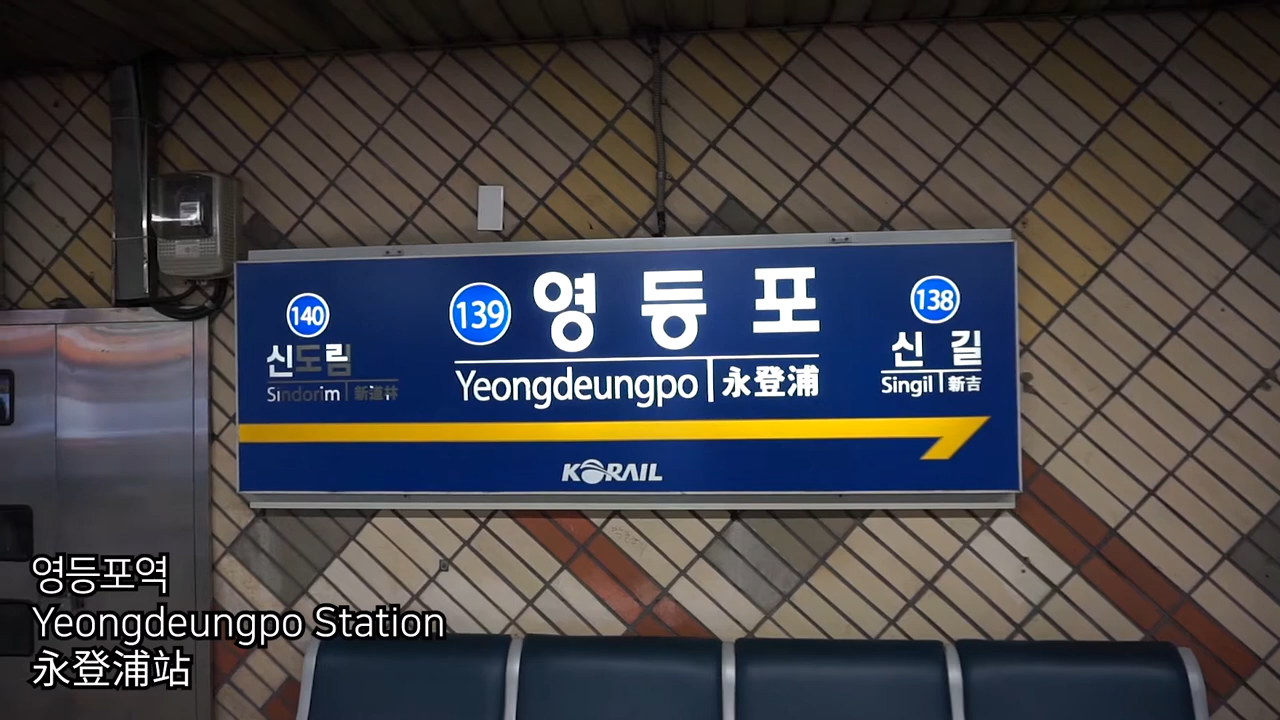 140
신도림
Sindorim 新道林
139
영등포
Yeongdeungpo 永登浦
138
신길
Singil 新吉
KORAIL
영등포역
Yeongdeungpo Station
永登浦站